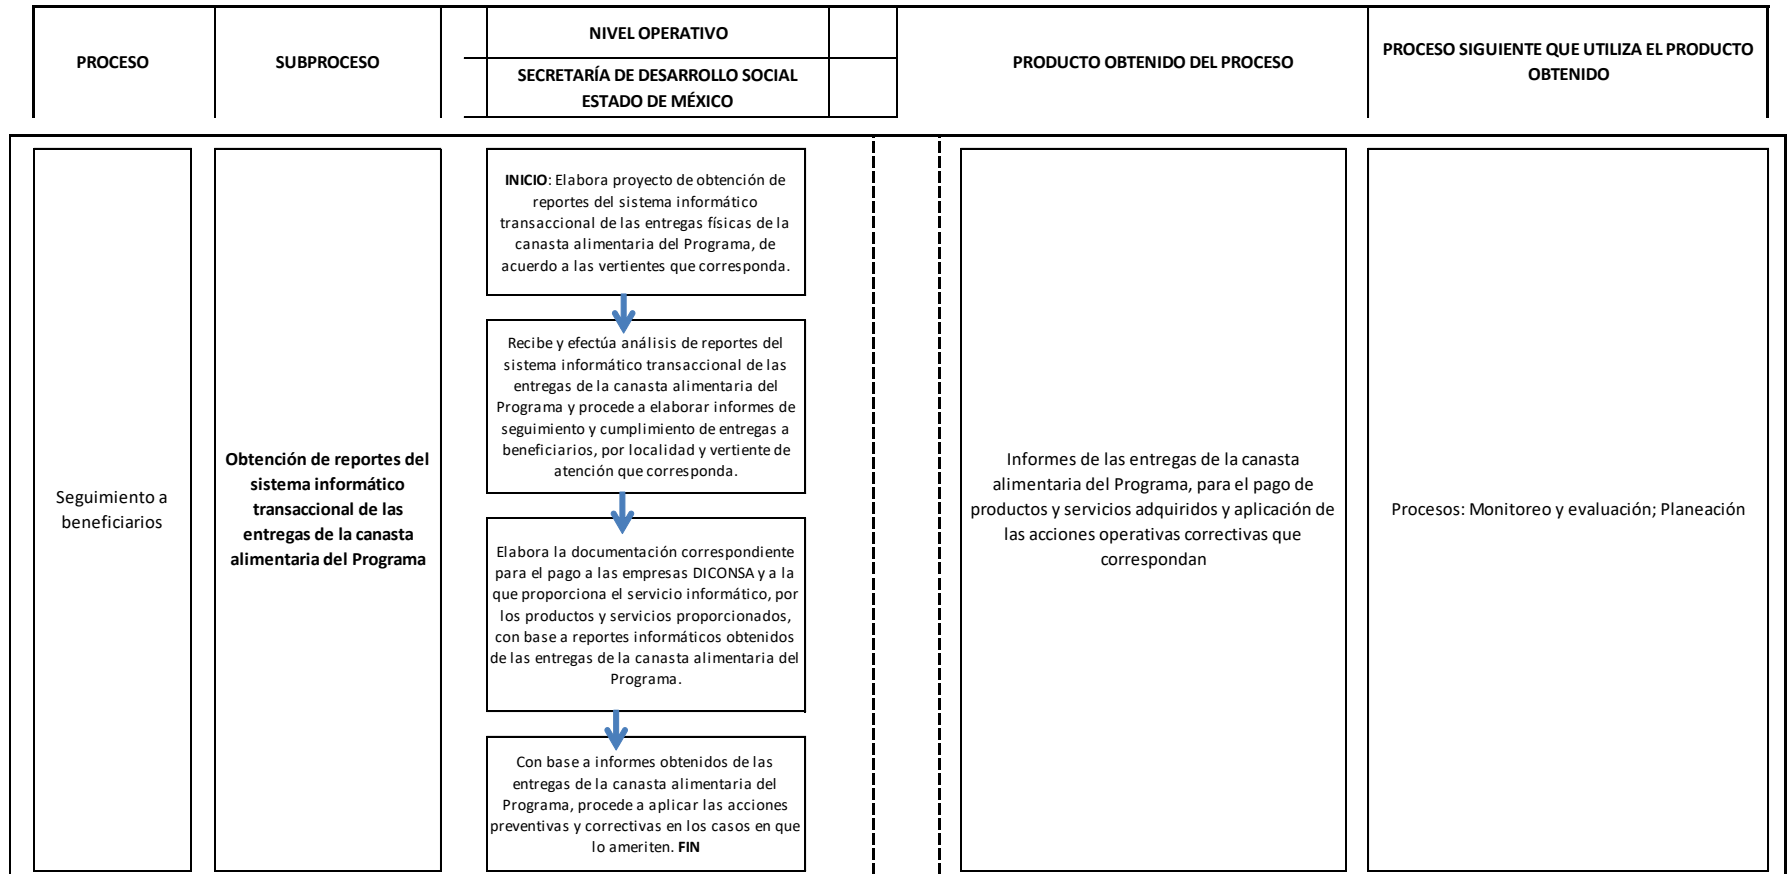 PROCESO
SUBPROCESO
NIVEL OPERATIVO
SECRETARÍA DE DESARROLLO SOCIAL
ESTADO DE MÉXICO
PRODUCTO OBTENIDO DEL PROCESO
PROCESO SIGUIENTE QUE UTILIZA EL PRODUCTO
OBTENIDO
Seguimiento a
beneficiarios
Obtención de reportes del
sistema informático
transaccional de las
entregas de la canasta
alimentaria del Programa
INICIO: Elabora proyecto de obtención de
reportes del sistema informático
transaccional de las entregas físicas de la
canasta alimentaria del Programa, de
acuerdo a las vertientes que corresponda.
Recibe y efectúa análisis de reportes del
sistema informático transaccional de las
entregas de la canasta alimentaria del
Programa y procede a elaborar informes de
seguimiento y cumplimiento de entregas a
beneficiarios, por localidad y vertiente de
atención que corresponda.
Elabora la documentación correspondiente
para el pago a las empresas DICONSA y a la
que proporciona el servicio informático, por
los productos y servicios proporcionados,
con base a reportes informáticos obtenidos
de las entregas de la canasta alimentaria del
Programa.
Con base a informes obtenidos de las
entregas de la canasta alimentaria del
Programa, procede a aplicar las acciones
preventivas y correctivas en los casos en que
lo ameriten. FIN
Informes de las entregas de la canasta
alimentaria del Programa, para el pago de
productos y servicios adquiridos y aplicación de
las acciones operativas correctivas que
correspondan
Procesos: Monitoreo y evaluación; Planeación